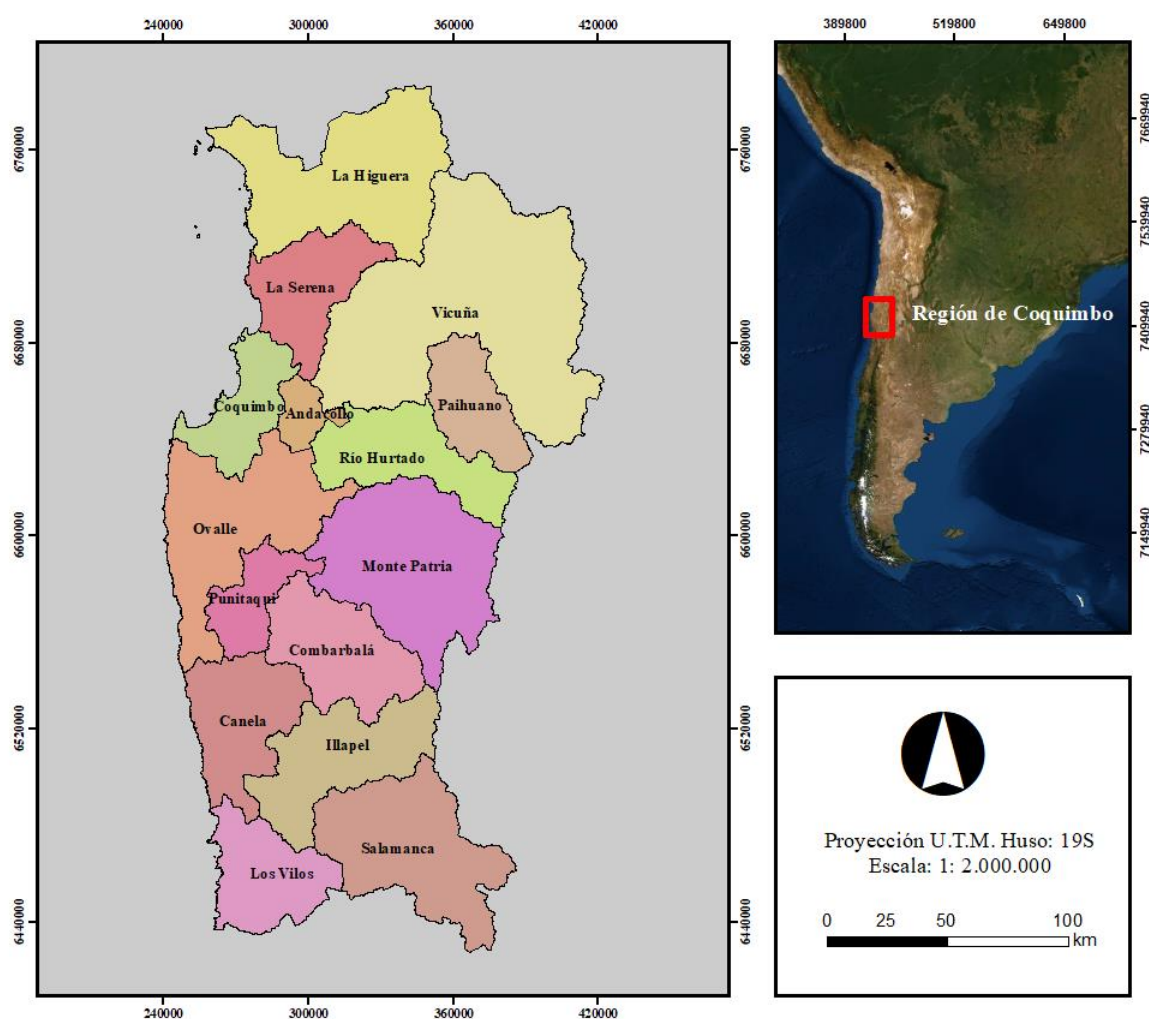 240000 300000 360000 420000
389800 519800 649800
6760000 6760000
6680000 6680000
6600000 6600000
6520000 6520000
6440000 6440000
La Higuera
La Serena
Vicuña
Coquimbo
Andacollo
Paihuano
Río Hurtado
Ovalle
Monte Patria
Punitaqui
Combarbalá
Canela
Illapel
Salamanca
Los Vilos
240000 300000 360000 420000
7669940
7539940
7409940
7279940
7149940
Región de Coquimbo
Proyección U.T.M. Huso: 19S
Escala: 1: 2.000.000
0 25 50 100
km